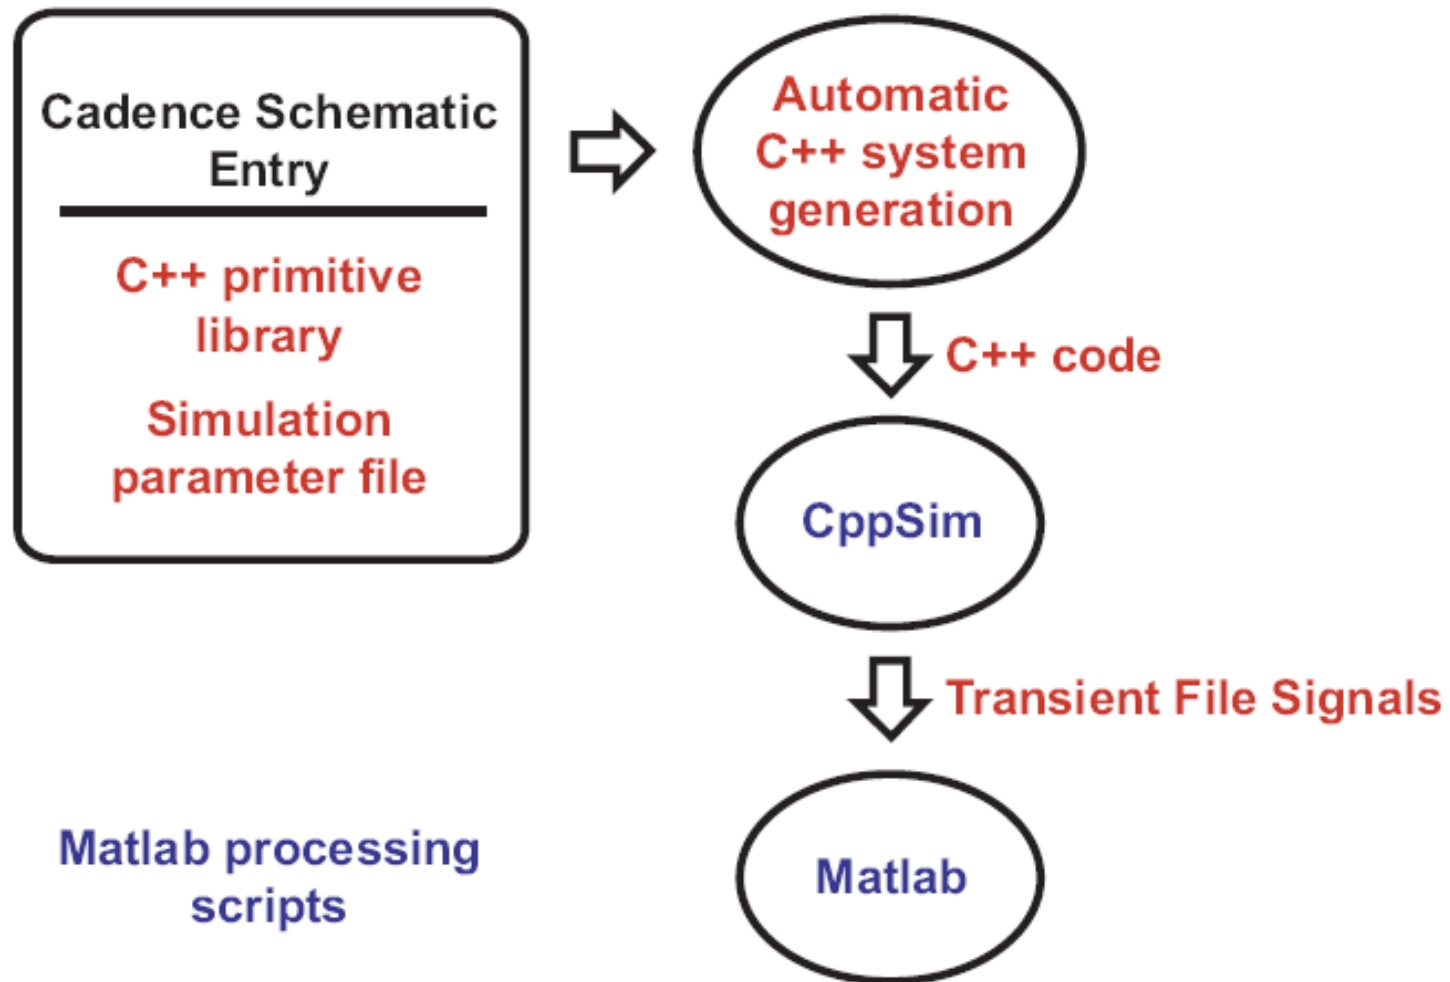 Cadence Schematic
Entry
C++ primitive
library
Simulation
parameter file
Automatic
C++ system
generation
C++ code
CppSim
Transient File Signals
Matlab processing
scripts
Matlab